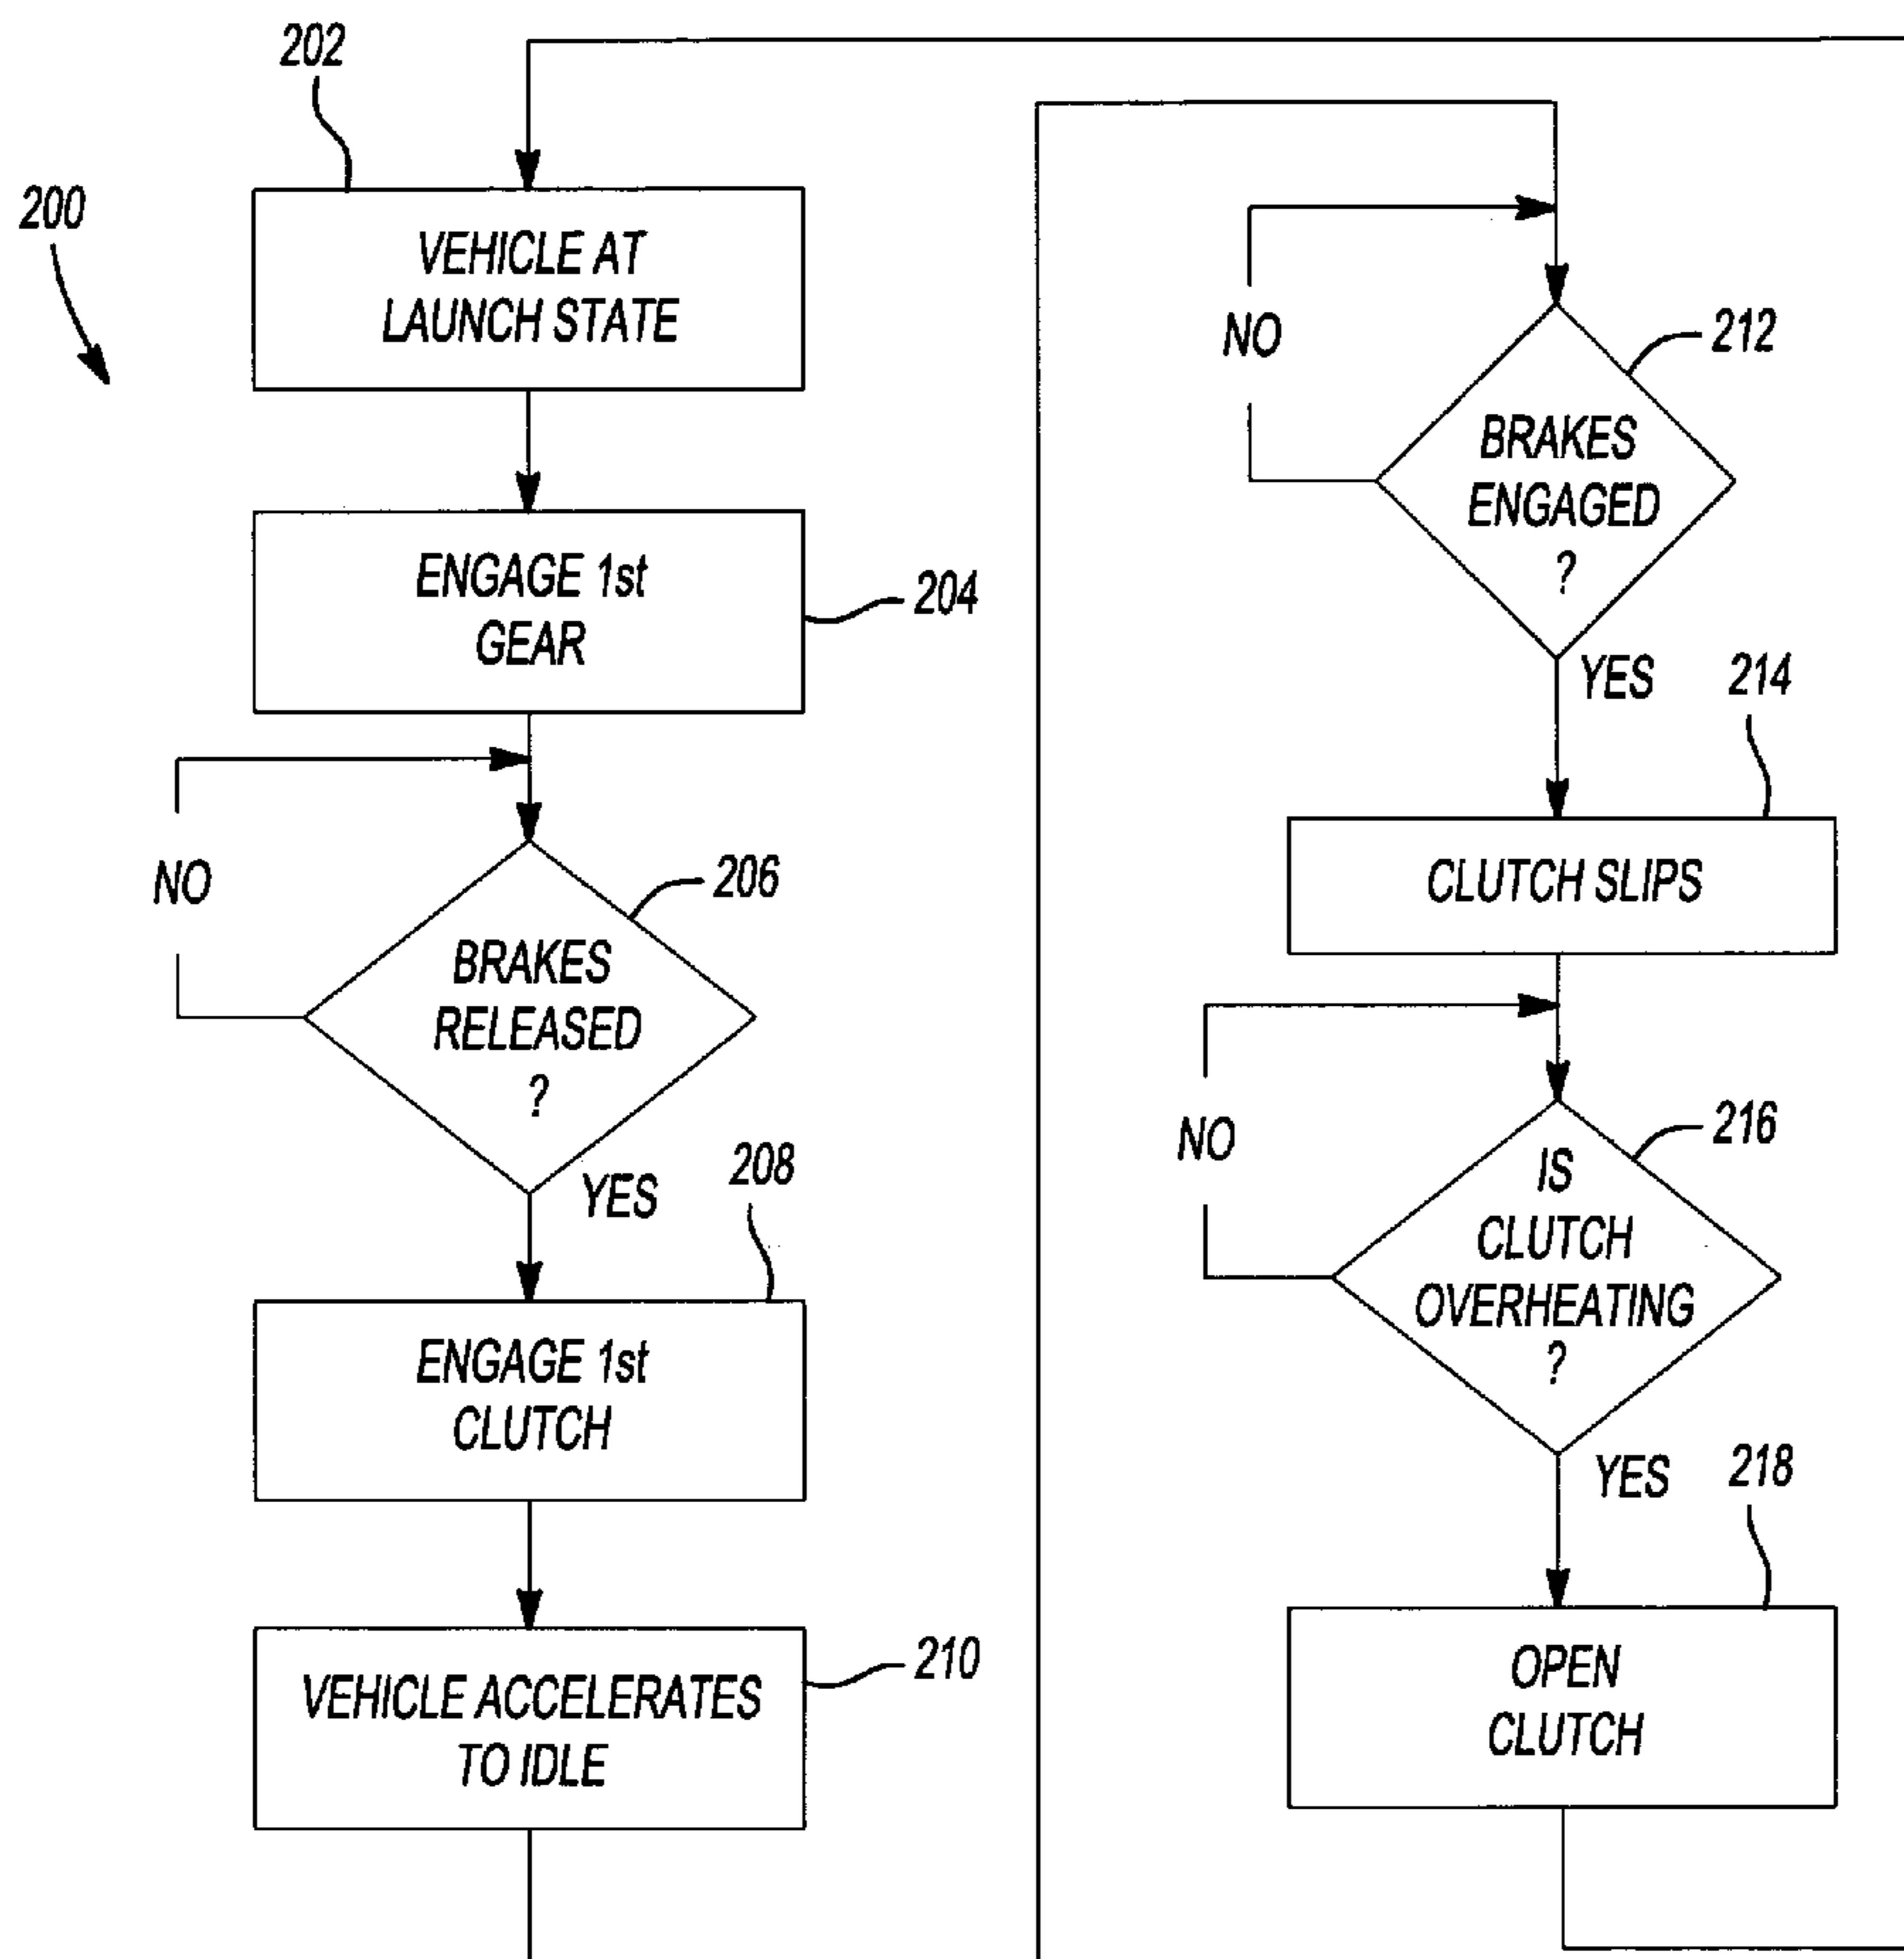 200
202
VEHICLE AT
LAUNCH STATE
ENGAGE 1st
GEAR
204
NO
206
BRAKES
RELEASED
?
YES
208
ENGAGE 1st
CLUTCH
VEHICLE ACCELERATES
TO IDLE
210
NO
212
BRAKES
ENGAGED
?
YES
214
CLUTCH SLIPS
NO
216
IS
CLUTCH
OVERHEATING
?
YES
218
OPEN
CLUTCH